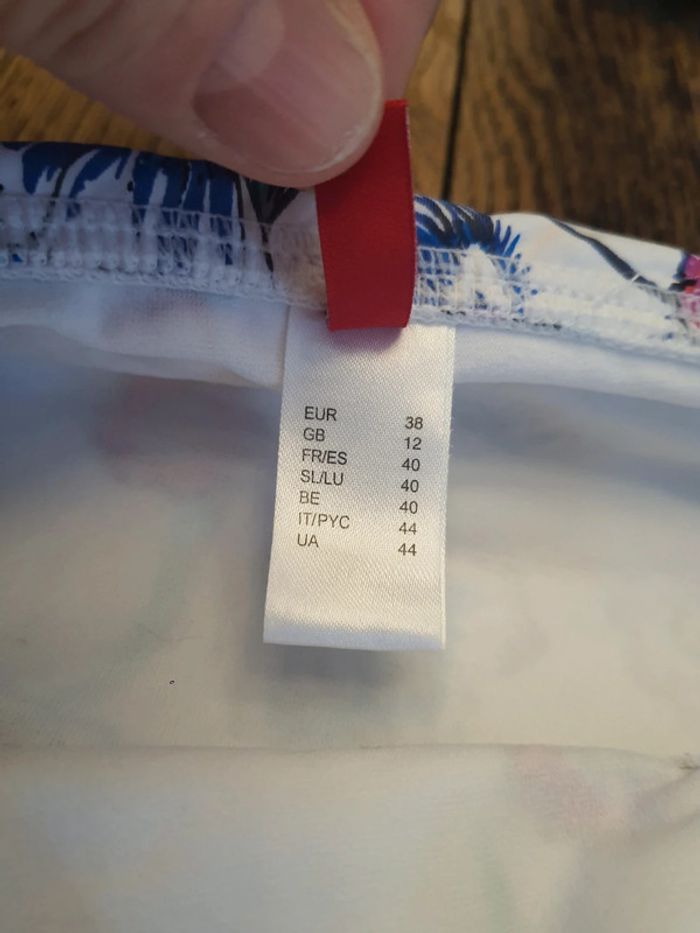 EUR 38
GB 12
FR/ES 40
SL/LU 40
BE 40
IT/PYC 44
UA 44